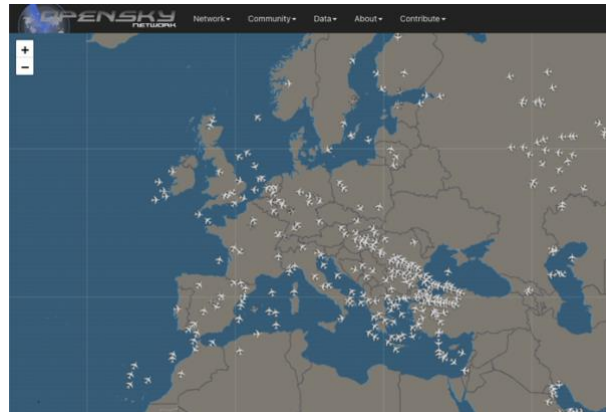 OPENSKY
NETWORK
Network Community Data About Contribute
+
−